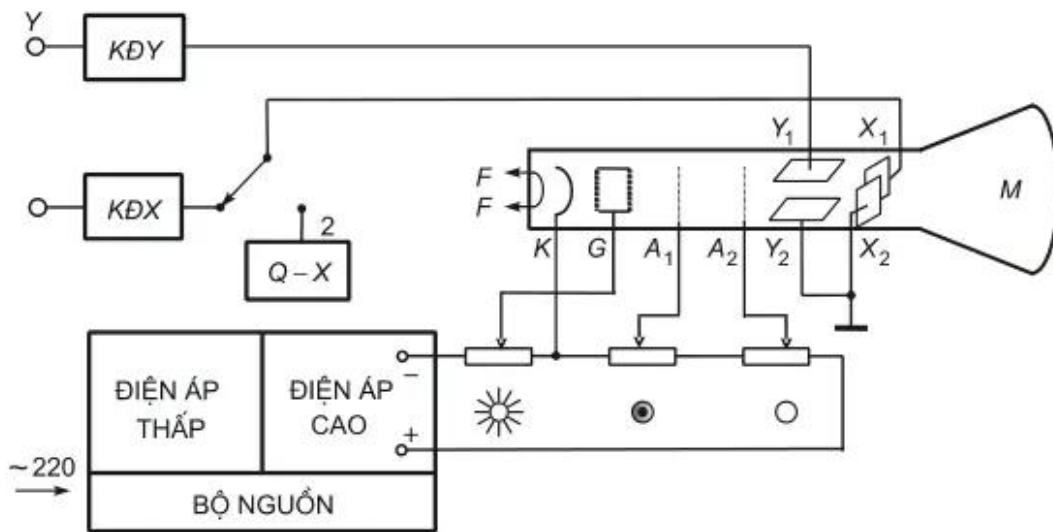 Y
KĐY
KĐX
2
Q – X
F
F
Y₁
X₁
M
K
G
A₁
A₂
Y₂
X₂
ĐIỆN ÁP
THẤP
ĐIỆN ÁP
CAO
–
+
~220
BỘ NGUỒN